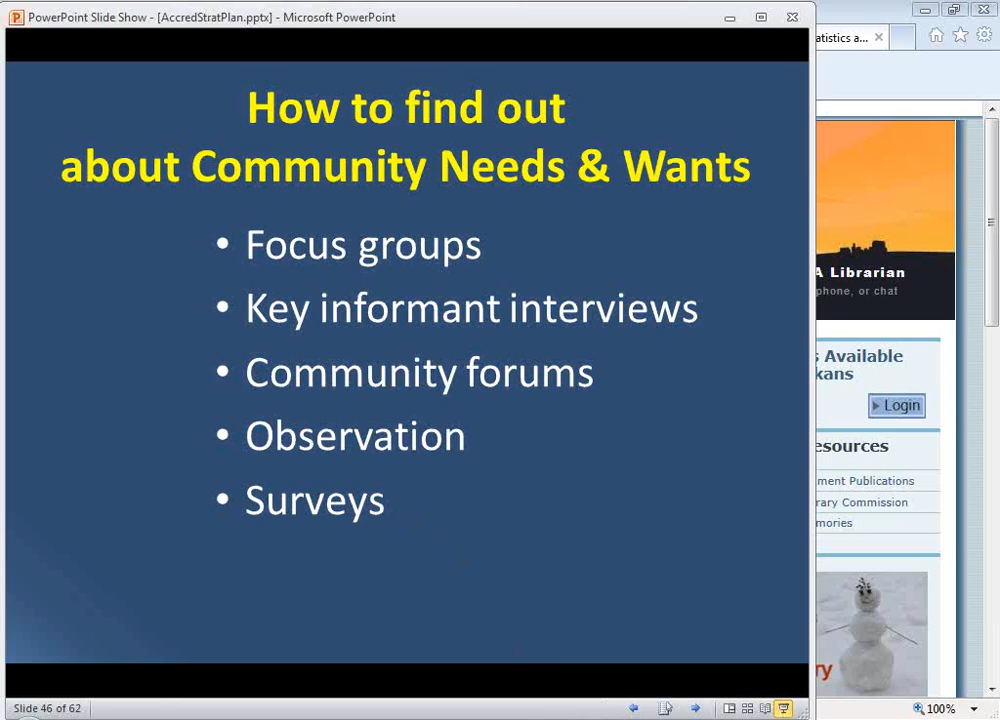 PowerPoint Slide Show - [AccredStratPlan.pptx] - Microsoft PowerPoint
How to find out
about Community Needs & Wants
• Focus groups
• Key informant interviews
• Community forums
• Observation
• Surveys
Slide 46 of 62
atistics a...
A Librarian
phone, or chat
s Available
kans
Login
esources
ment Publications
rary Commission
mories
ry
100%